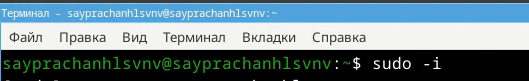 Терминал - sayprachanhlsvnv@sayprachanhlsvnv:~
Файл Правка Вид Терминал Вкладки Справка
sayprachanhlsvnv@sayprachanhlsvnv:~$ sudo -i